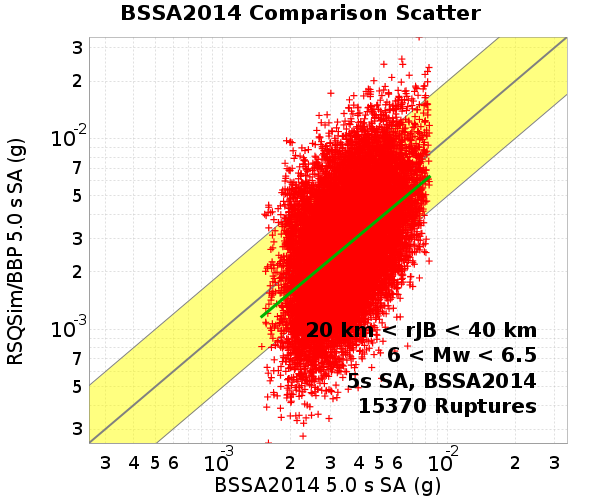 BSSA2014 Comparison Scatter
RSQSim/BBP 5.0 s SA (g)
3
2
10-2
7
5
3
2
10-3
7
5
3
20 km < rJB < 40 km
6 < Mw < 6.5
5s SA, BSSA2014
15370 Ruptures
3 4 5 6 10-3 2 3 4 5 6 10-2 2 3
BSSA2014 5.0 s SA (g)